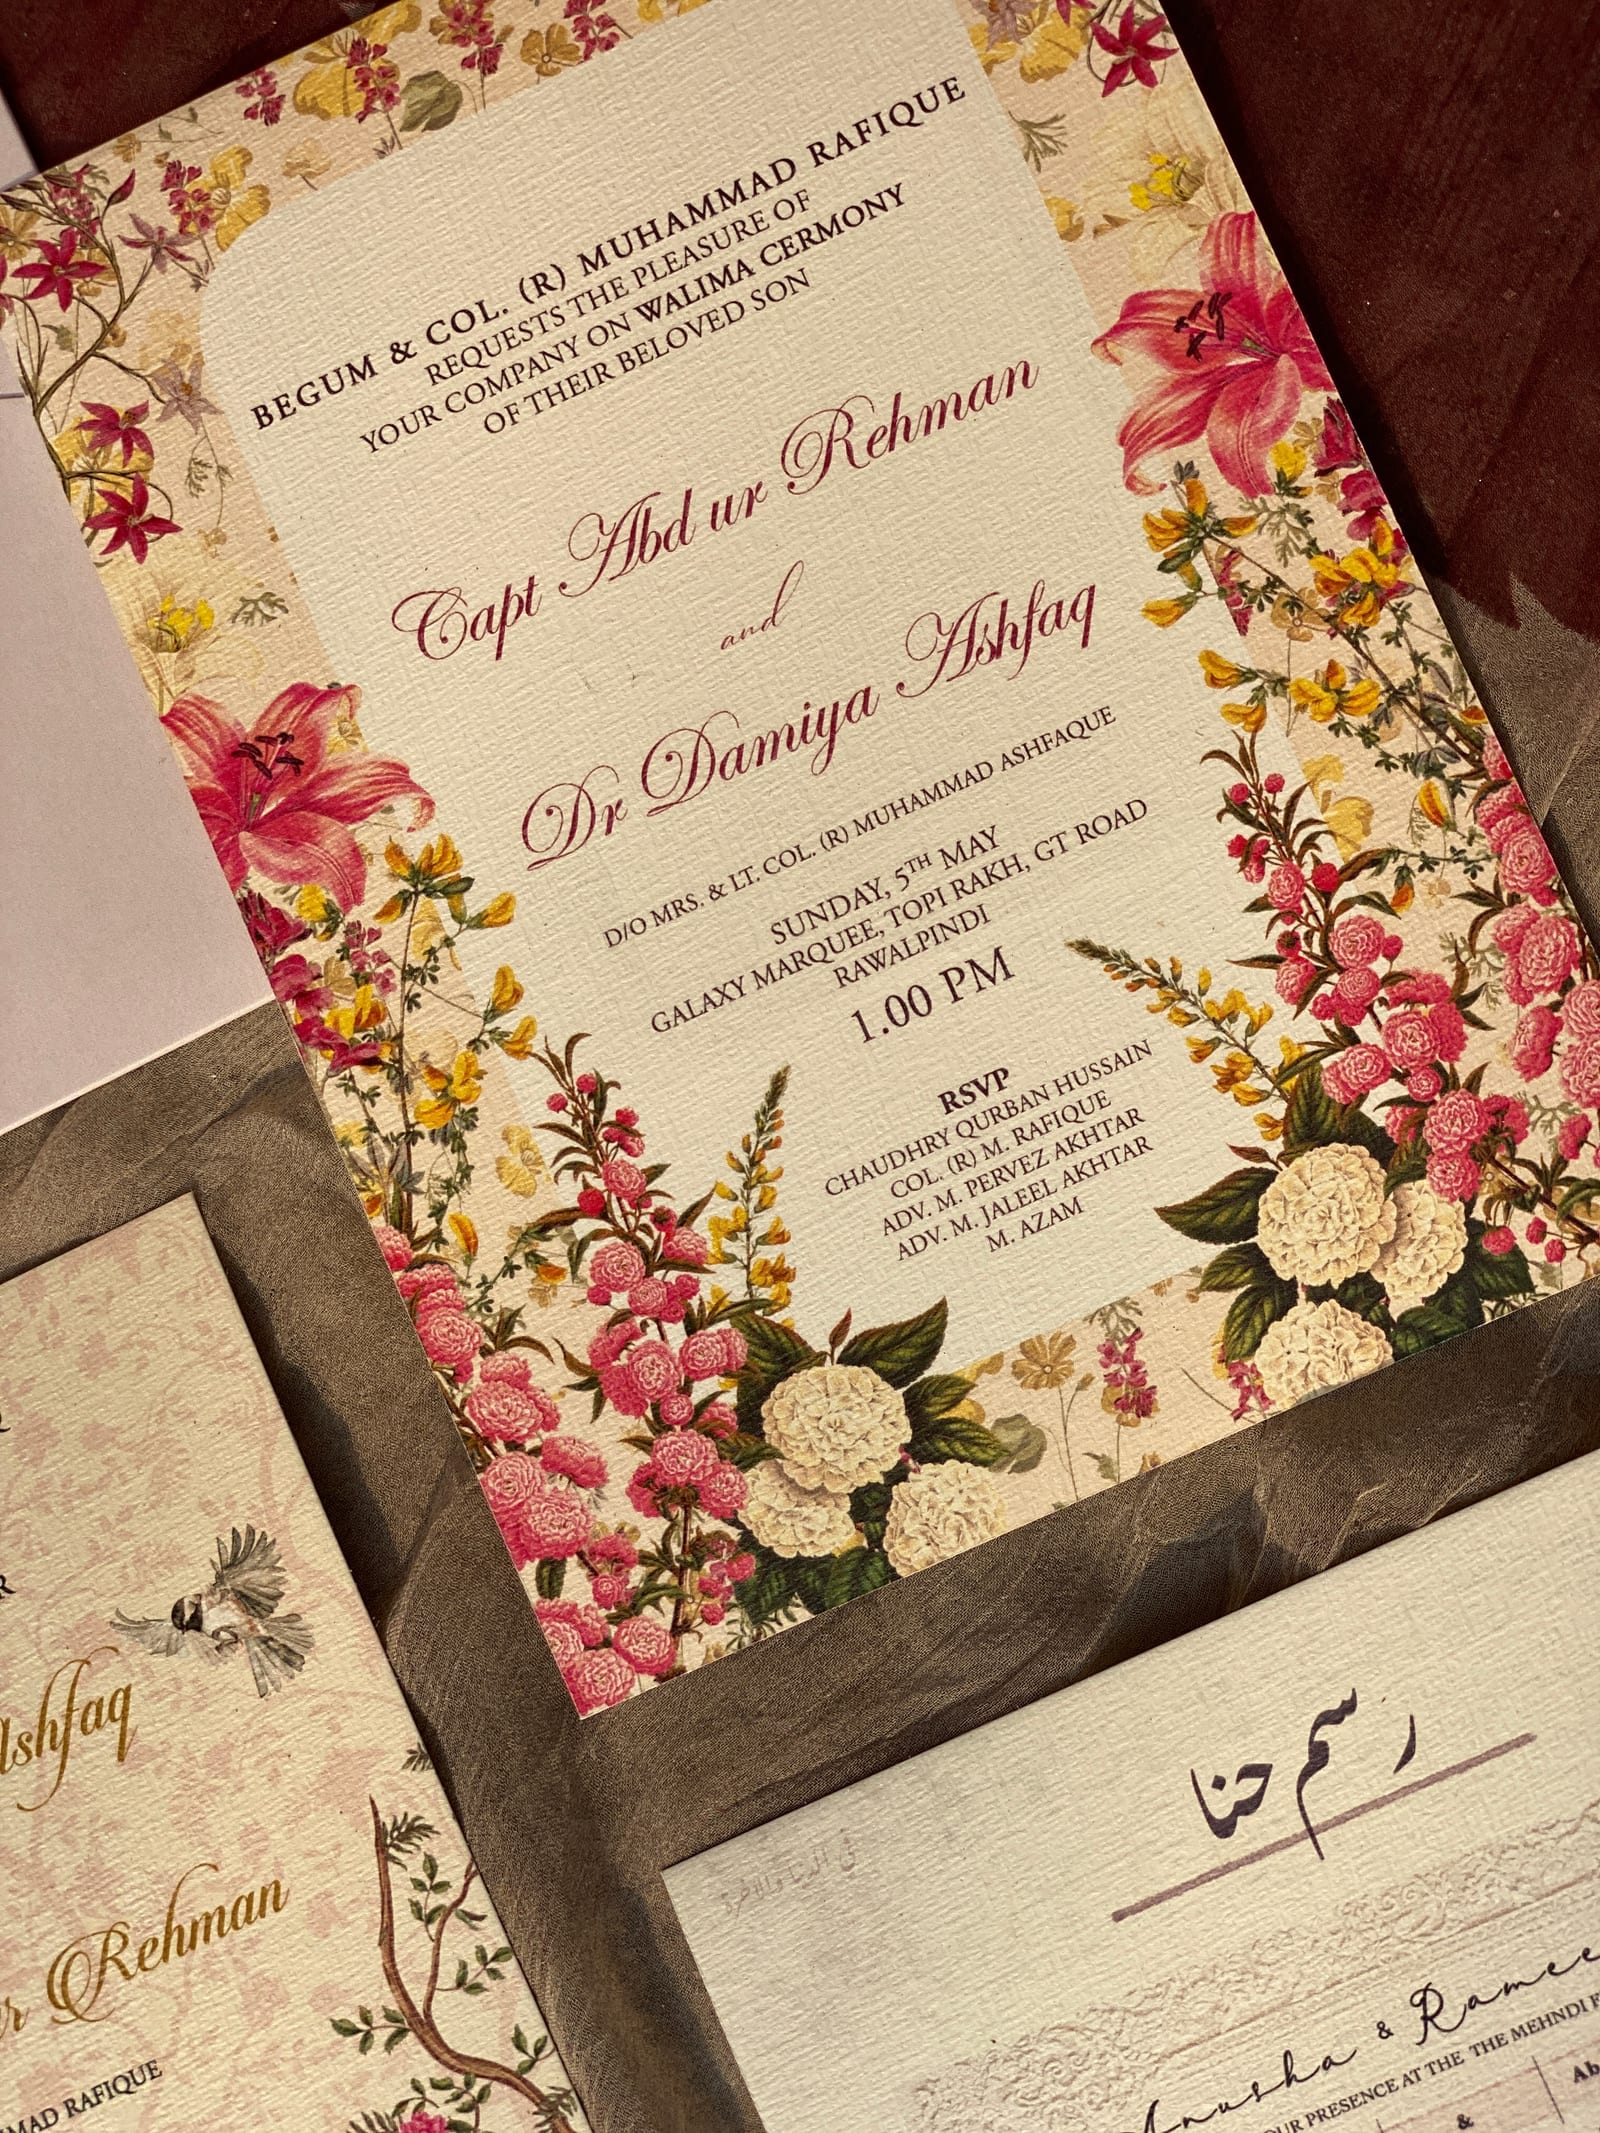 BEGUM & COL. (R) MUHAMMAD RAFIQUE
REQUESTS THE PLEASURE OF
YOUR COMPANY ON WALIMA CERMONY
OF THEIR BELOVED SON
Capt Abd ur Rehman
and
Dr Damiya Ashfaq
D/O MRS. & LT. COL. (R) MUHAMMAD ASHFAQUE
SUNDAY, 5TH MAY
GALAXY MARQUEE, TOPI RAKH, GT ROAD
RAWALPINDI
1.00 PM
RSVP
CHAUDHRY QURBAN HUSSAIN
COL. (R) M. RAFIQUE
ADV. M. PERVEZ AKHTAR
ADV. M. JALEEL AKHTAR
M. AZAM
Ashfaq
Rehman
RAFIQUE
رسم حنا
Anusha & Ramee
PRESENCE AT THE THE MEHNDI
&